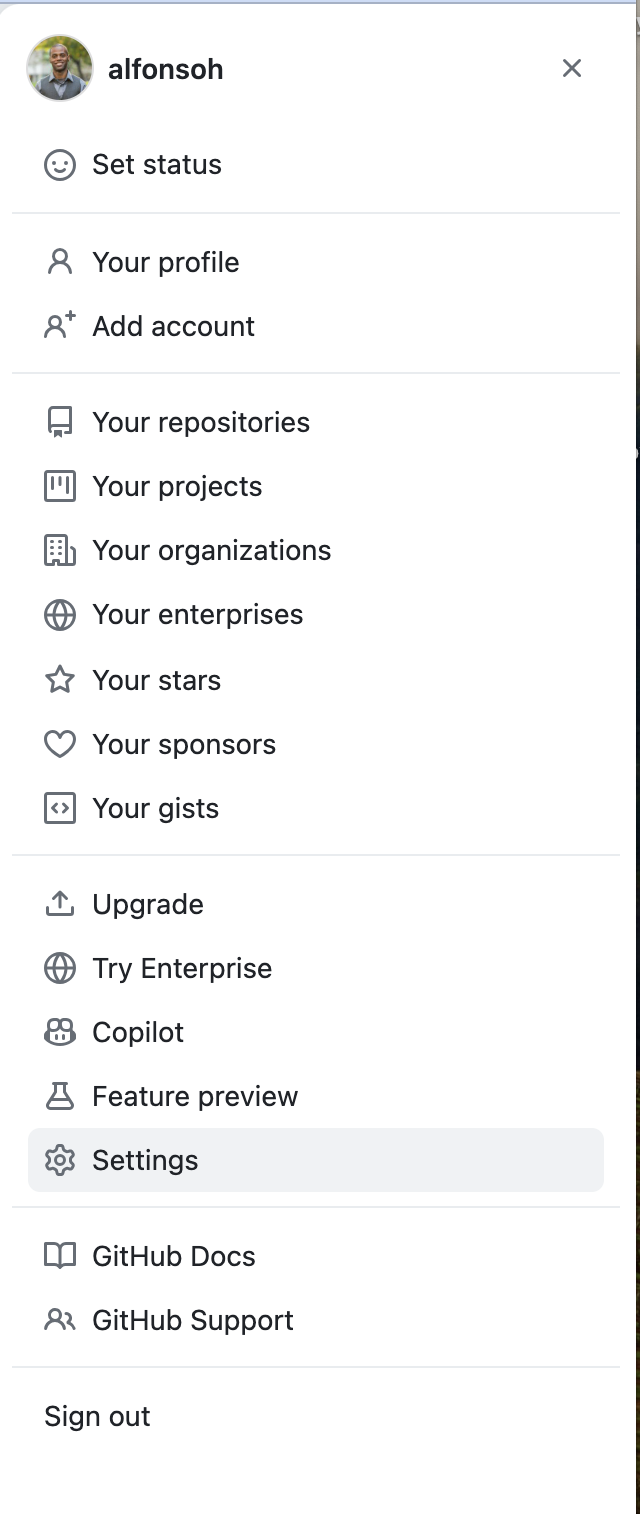 alfonsoh
Set status
Your profile
Add account
Your repositories
Your projects
Your organizations
Your enterprises
Your stars
Your sponsors
Your gists
Upgrade
Try Enterprise
Copilot
Feature preview
Settings
GitHub Docs
GitHub Support
Sign out